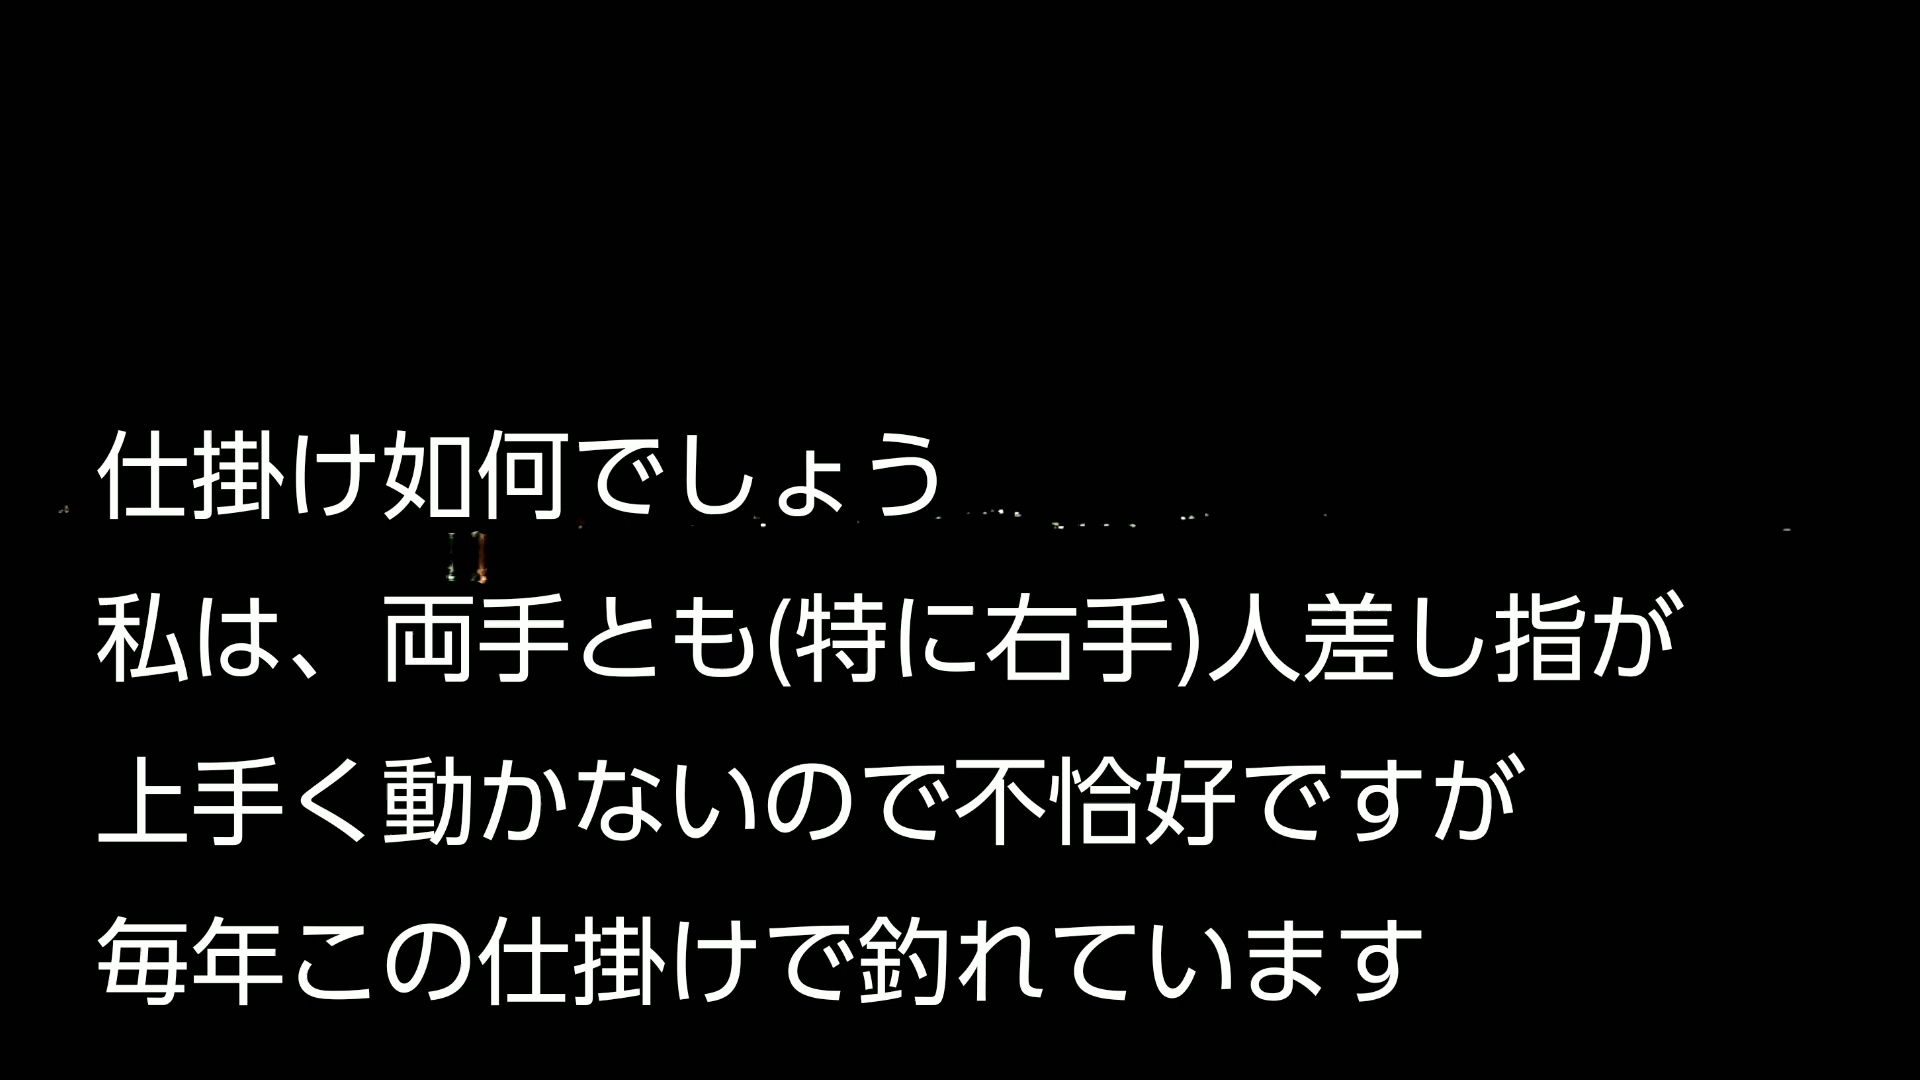 仕掛け如何でしょう
私は、両手とも(特に右手)人差し指が
上手く動かないので不恰好ですが
毎年この仕掛けで釣れています